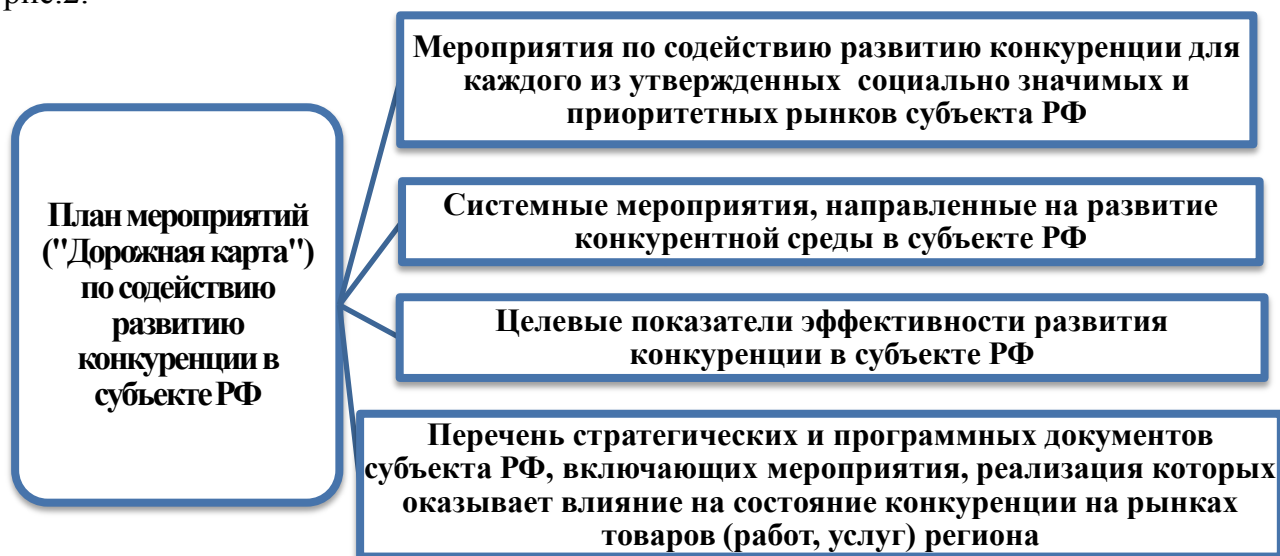 рис.2.
План мероприятий
("Дорожная карта")
по содействию
развитию
конкуренции в
субъекте РФ
Мероприятия по содействию развитию конкуренции для
каждого из утвержденных социально значимых и
приоритетных рынков субъекта РФ
Системные мероприятия, направленные на развитие
конкурентной среды в субъекте РФ
Целевые показатели эффективности развития
конкуренции в субъекте РФ
Перечень стратегических и программных документов
субъекта РФ, включающих мероприятия, реализация которых
оказывает влияние на состояние конкуренции на рынках
товаров (работ, услуг) региона